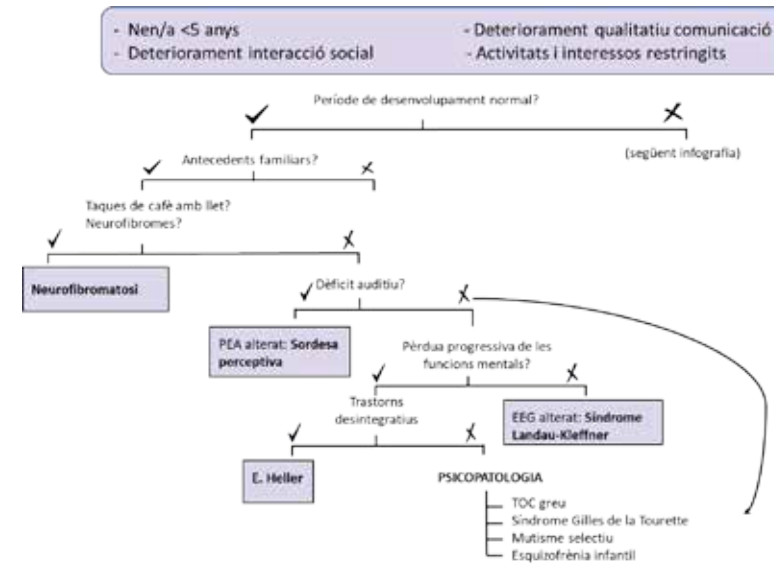 - Nen/a <5 anys
- Deteriorament qualitatiu comunicació
- Deteriorament interacció social
- Activitats i interessos restringits
Període de desenvolupament normal?
(següent infografia)
Antecedents familiars?
Taques de cafè amb llet?
Neurofibromes?
Neurofibromatosi
Dèficit auditiu?
PEA alterat: Sordesa
perceptiva
Pèrdua progressiva de les
funcions mentals?
Trastorns
desintegratius
EEG alterat: Síndrome
Landau-Kleffner
E. Heller
PSICOPATOLOGIA
TOC greu
Síndrome Gilles de la Tourette
Mutisme selectiu
Esquizofrènia infantil